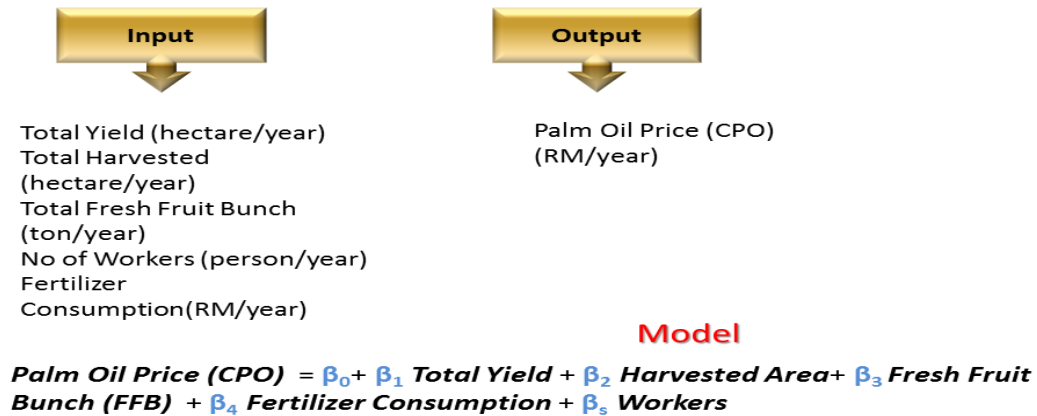 Input
Output
Total Yield (hectare/year)
Total Harvested
(hectare/year)
Total Fresh Fruit Bunch
(ton/year)
No of Workers (person/year)
Fertilizer
Consumption(RM/year)
Palm Oil Price (CPO)
(RM/year)
Model
Palm Oil Price (CPO) = β₀+ β₁ Total Yield + β₂ Harvested Area+ β₃ Fresh Fruit
Bunch (FFB) + β₄ Fertilizer Consumption + βₛ Workers